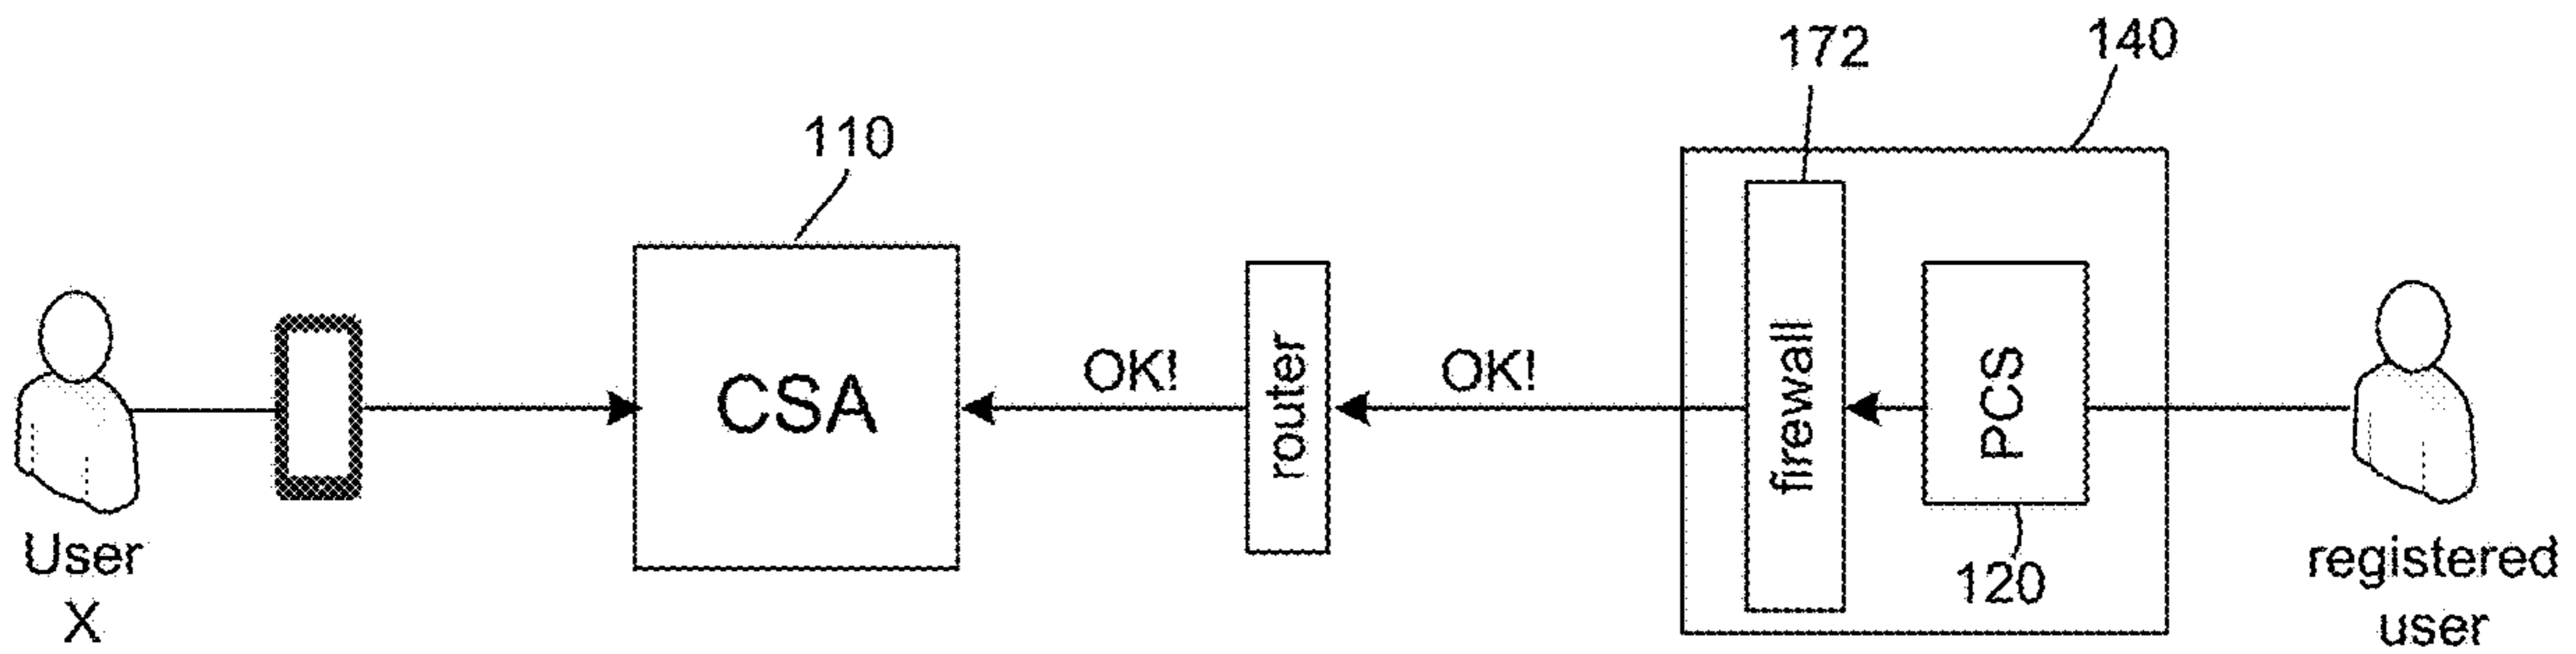 172
140
110
CSA
OK!
router
OK!
firewall
PCS
120
User
X
registered
user